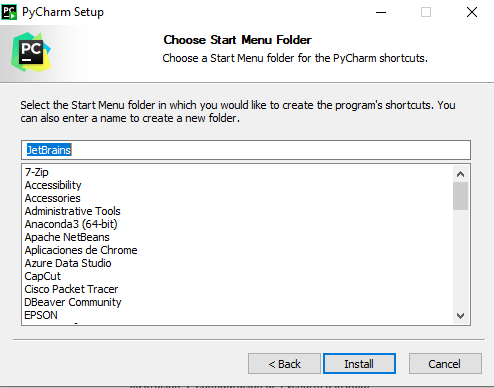 PyCharm Setup
PC
Choose Start Menu Folder
Choose a Start Menu folder for the PyCharm shortcuts.
Select the Start Menu folder in which you would like to create the program's shortcuts. You
can also enter a name to create a new folder.
JetBrains
7-Zip
Accessibility
Accessories
Administrative Tools
Anaconda3 (64-bit)
Apache NetBeans
Aplicaciones de Chrome
Azure Data Studio
CapCut
Cisco Packet Tracer
DBeaver Community
EPSON
< Back
Install
Cancel